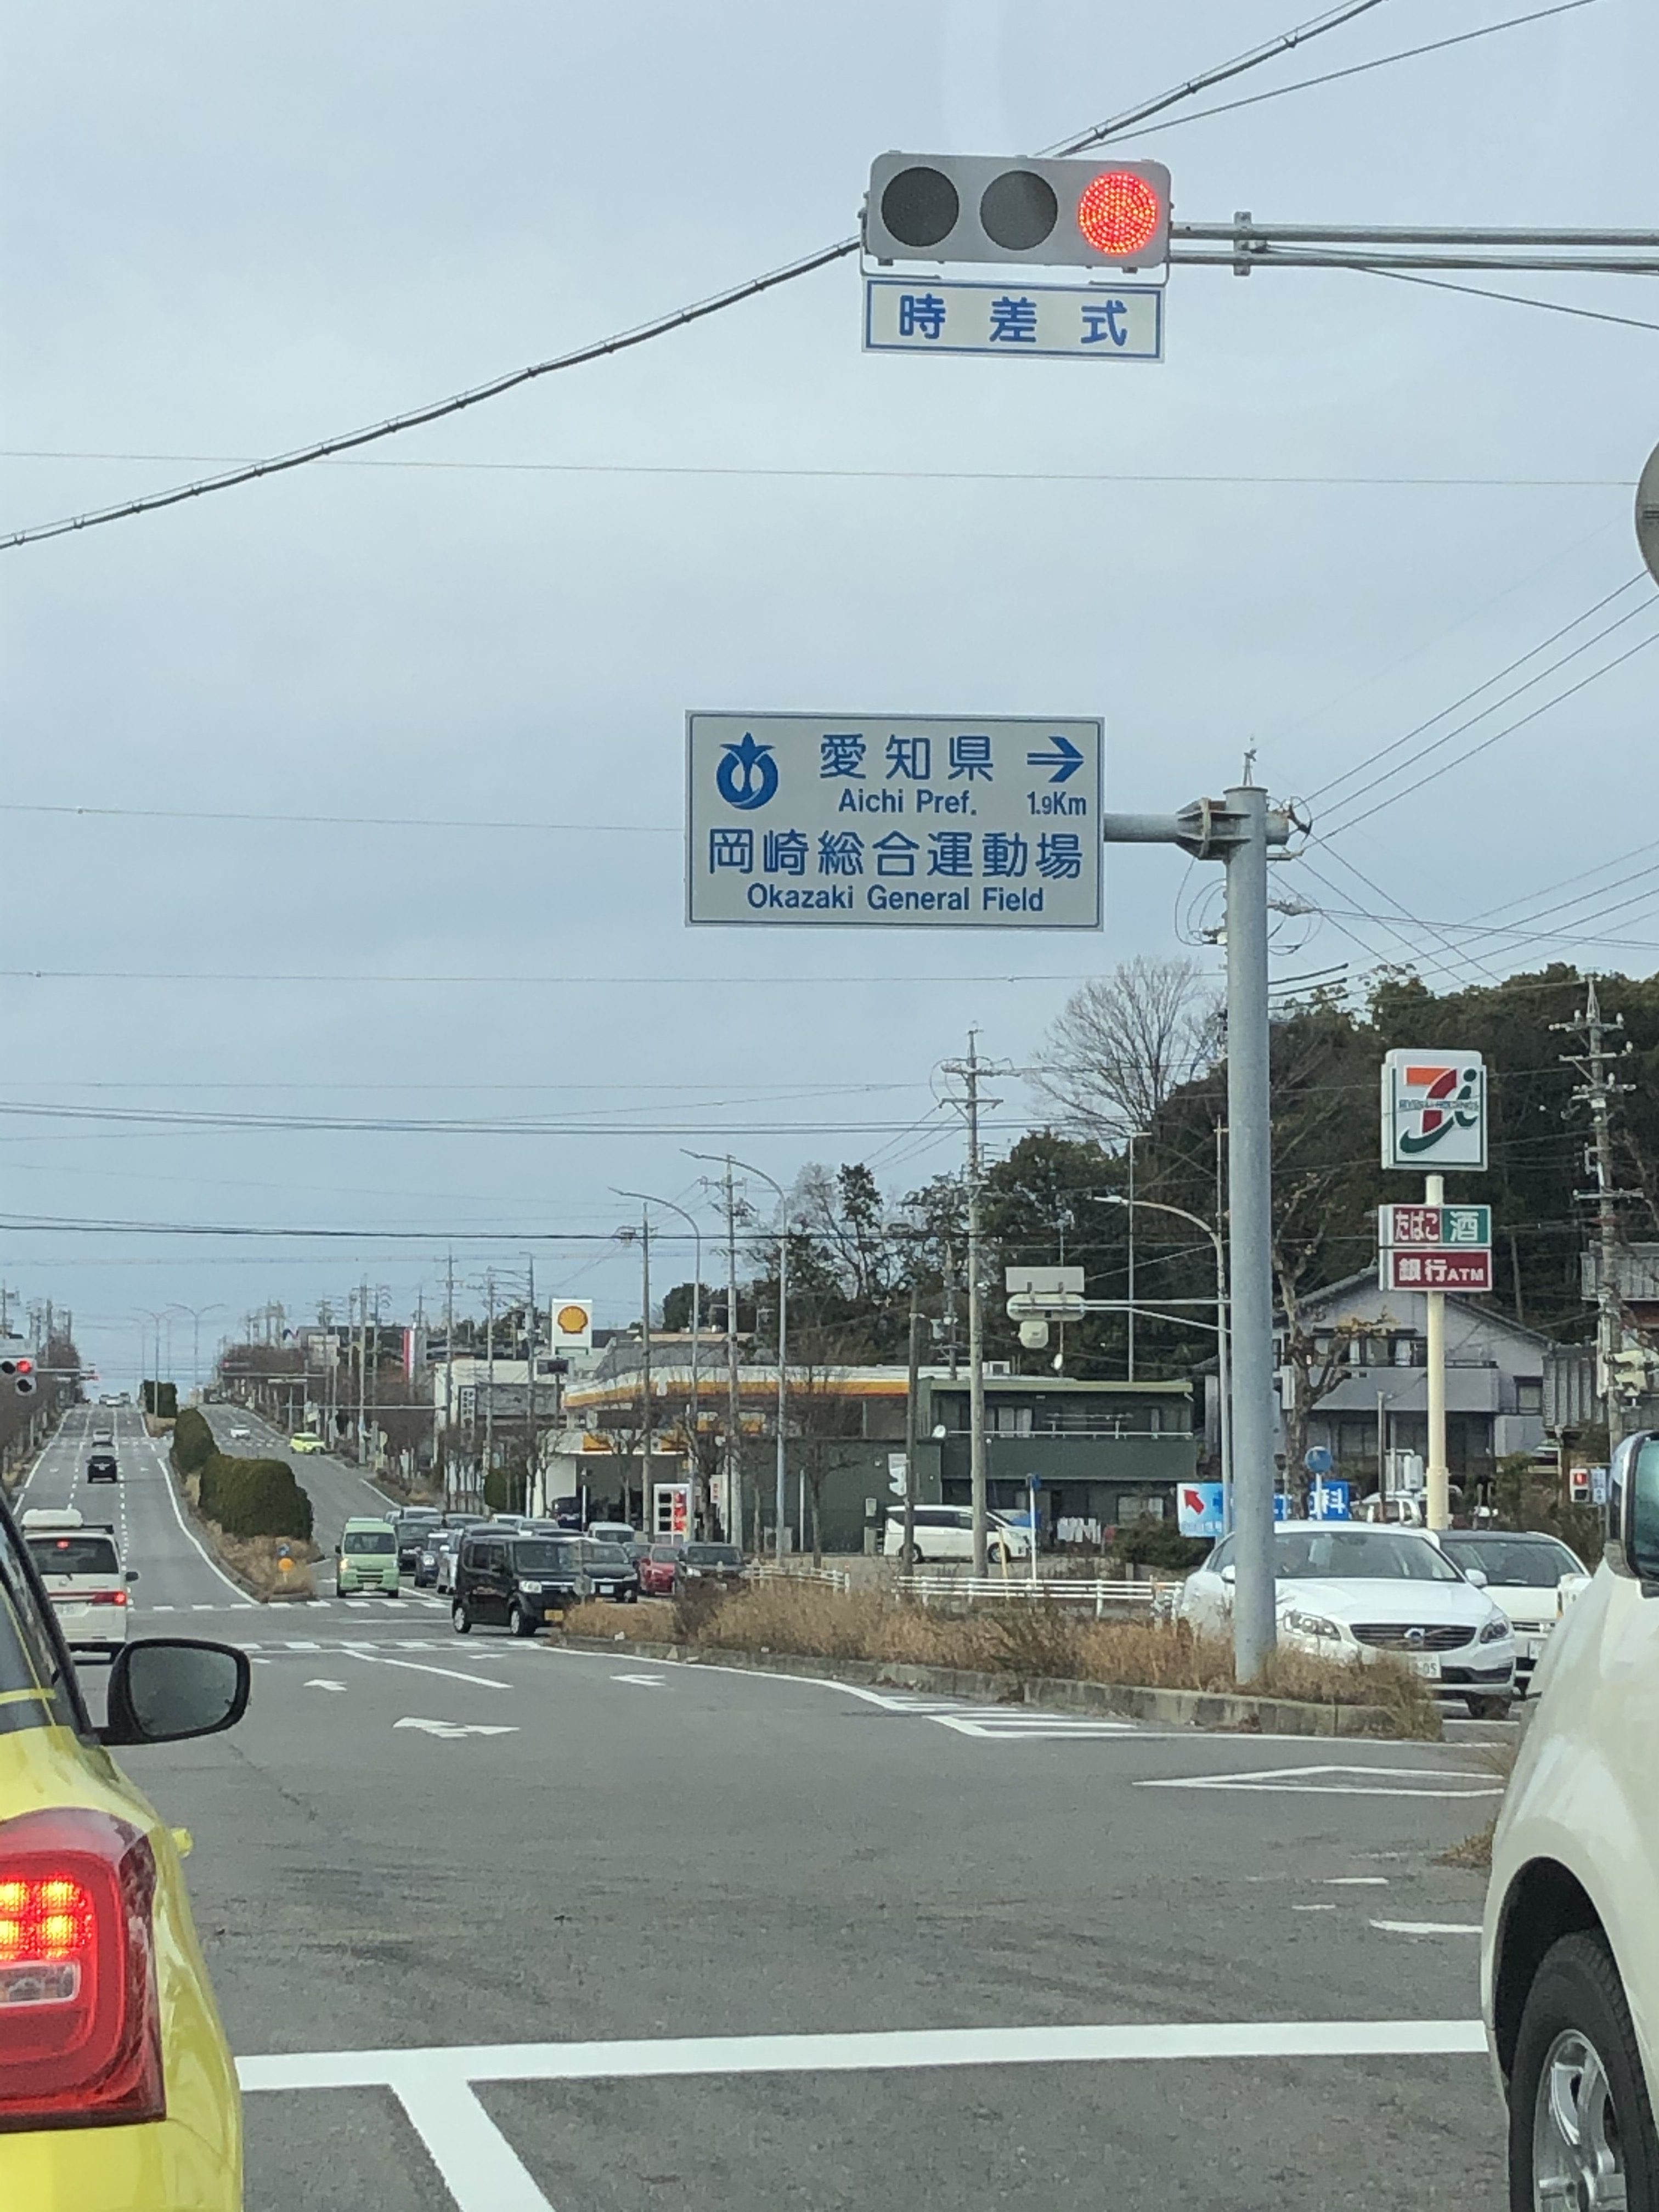 時差式
愛知県
Aichi Pref. 1.9Km
岡崎総合運動場
Okazaki General Field
たばこ 酒
銀行ATM